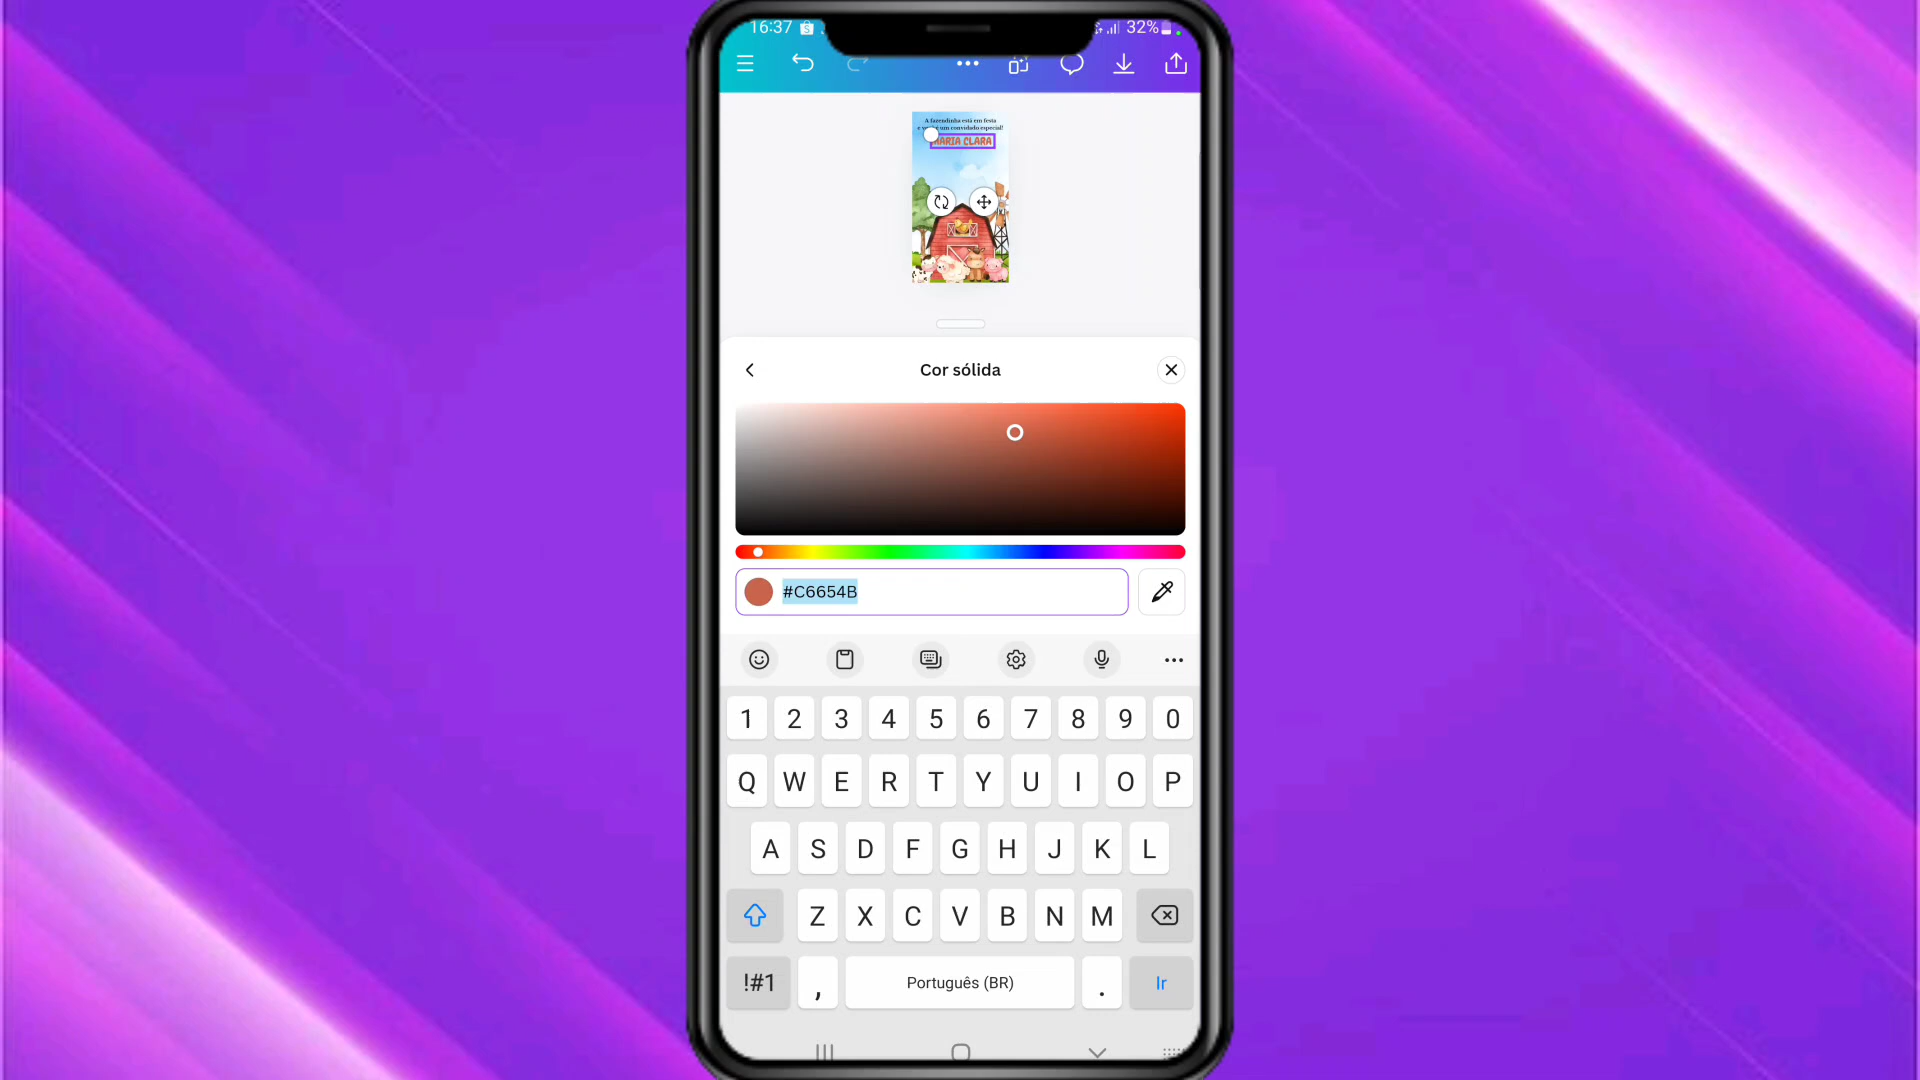 16:37
32%
A fazendinha está em festa
e você é um convidado especial!
MARIA CLARA
Cor sólida
#C6654B
1 2 3 4 5 6 7 8 9 0
Q W E R T Y U I O P
A S D F G H J K L
Z X C V B N M
!#1 , Português (BR) . Ir